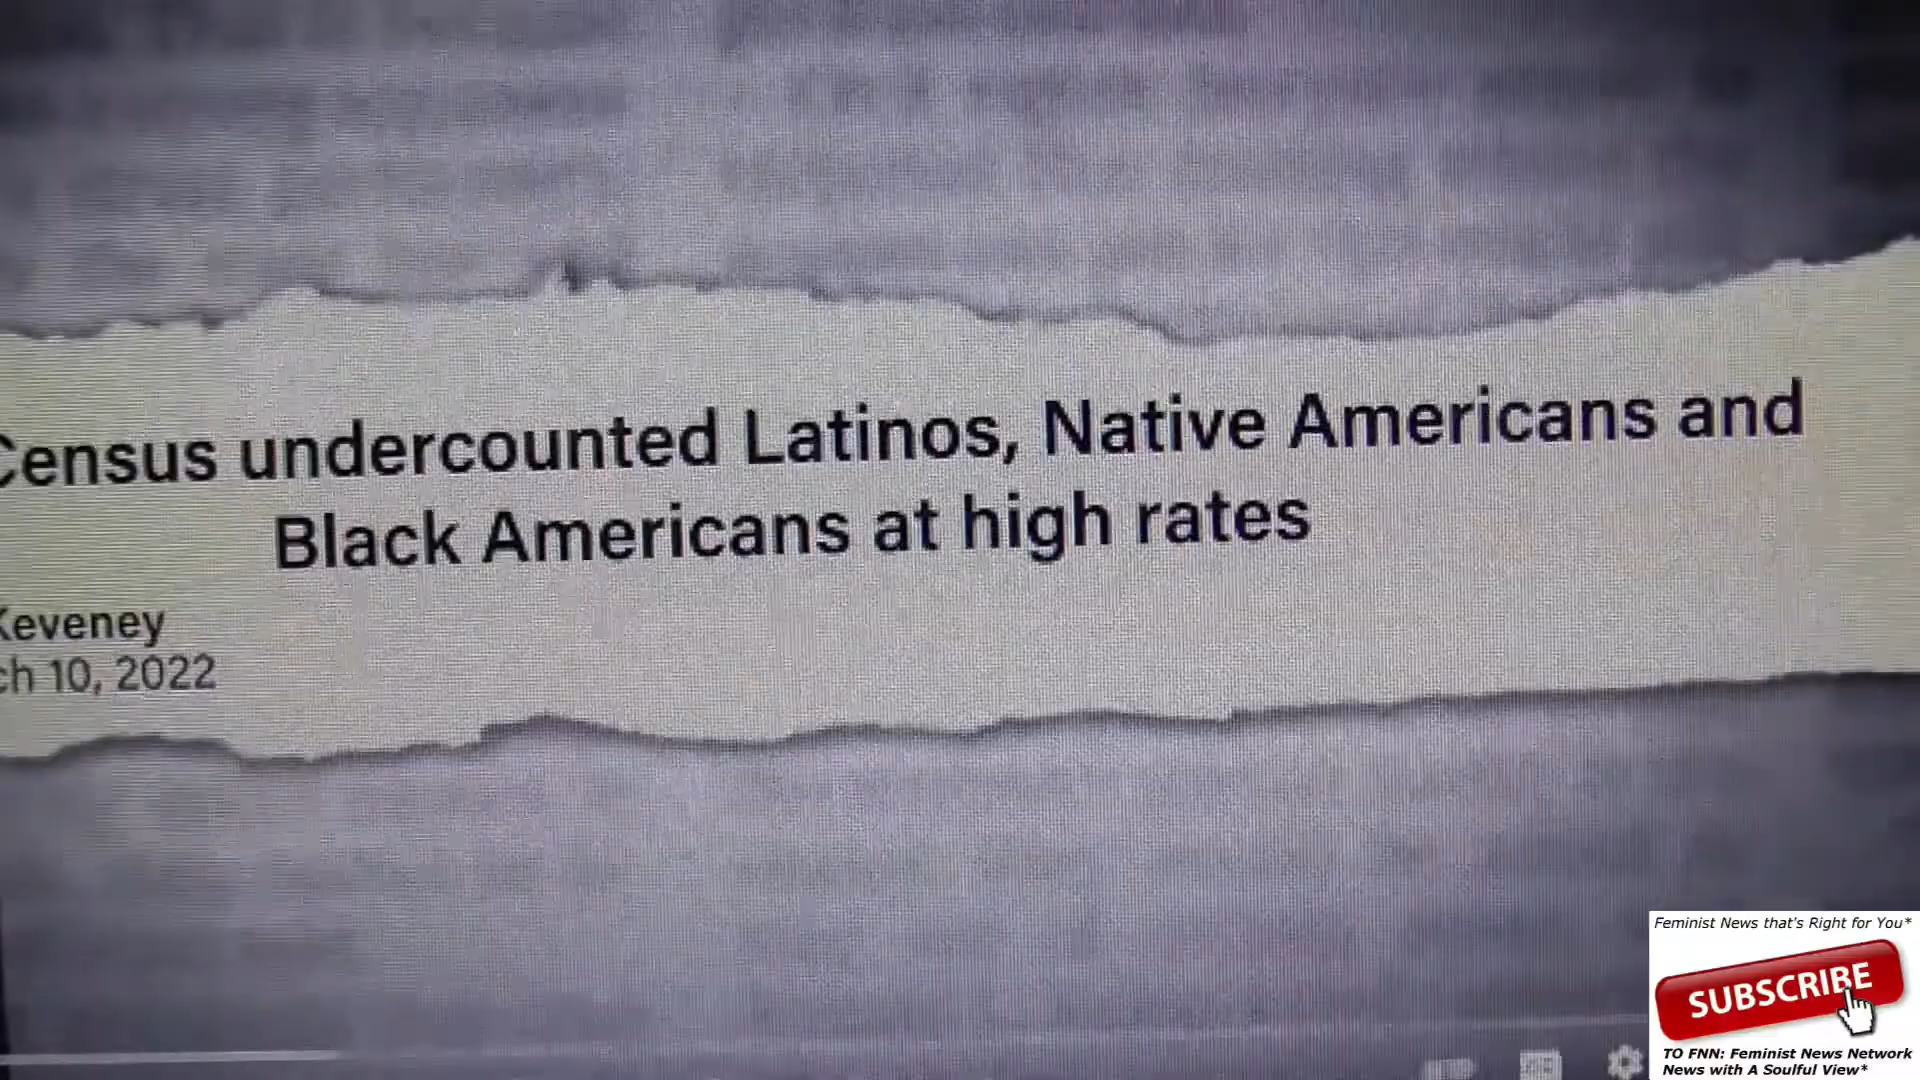 Census undercounted Latinos, Native Americans and
Black Americans at high rates
Keveney
ch 10, 2022
Feminist News that's Right for You*
SUBSCRIBE
TO FNN: Feminist News Network
News with A Soulful View*